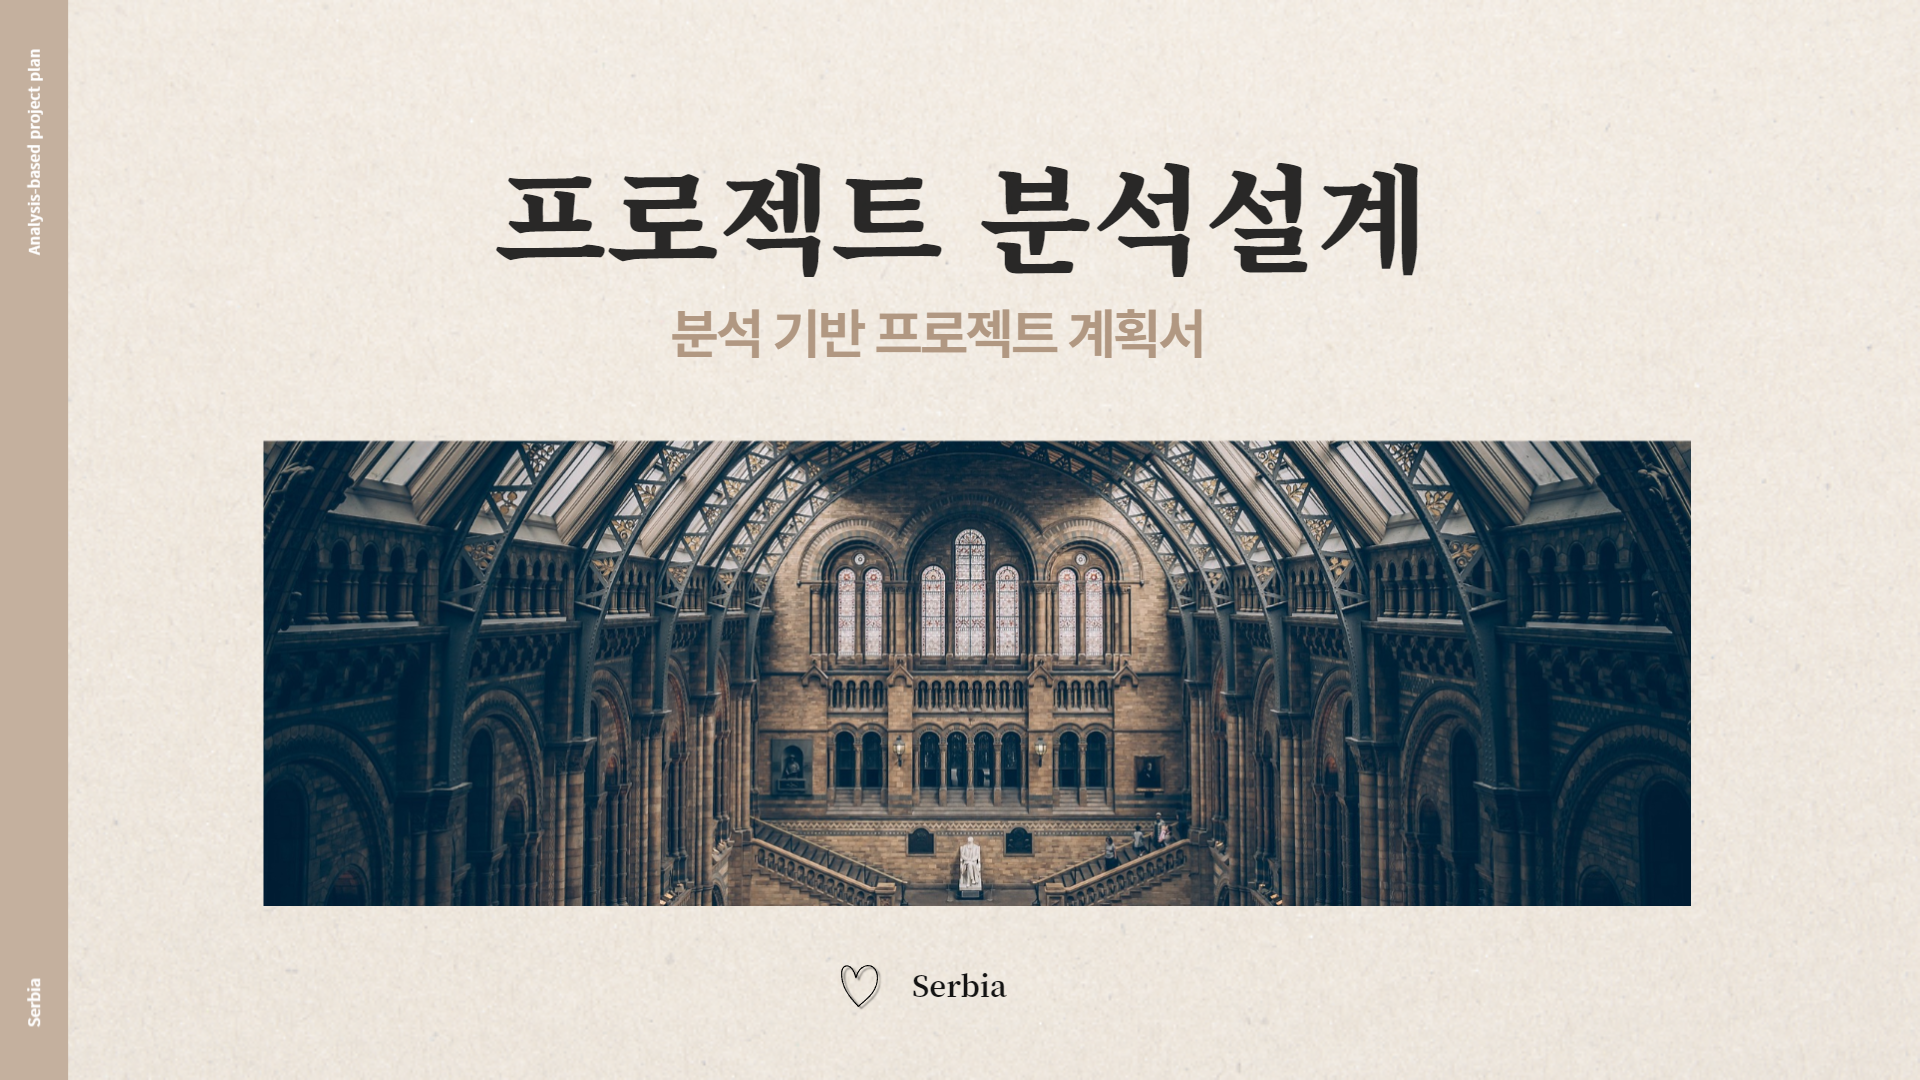 Analysis-based project plan
프로젝트 분석설계
분석 기반 프로젝트 계획서
Serbia
Serbia